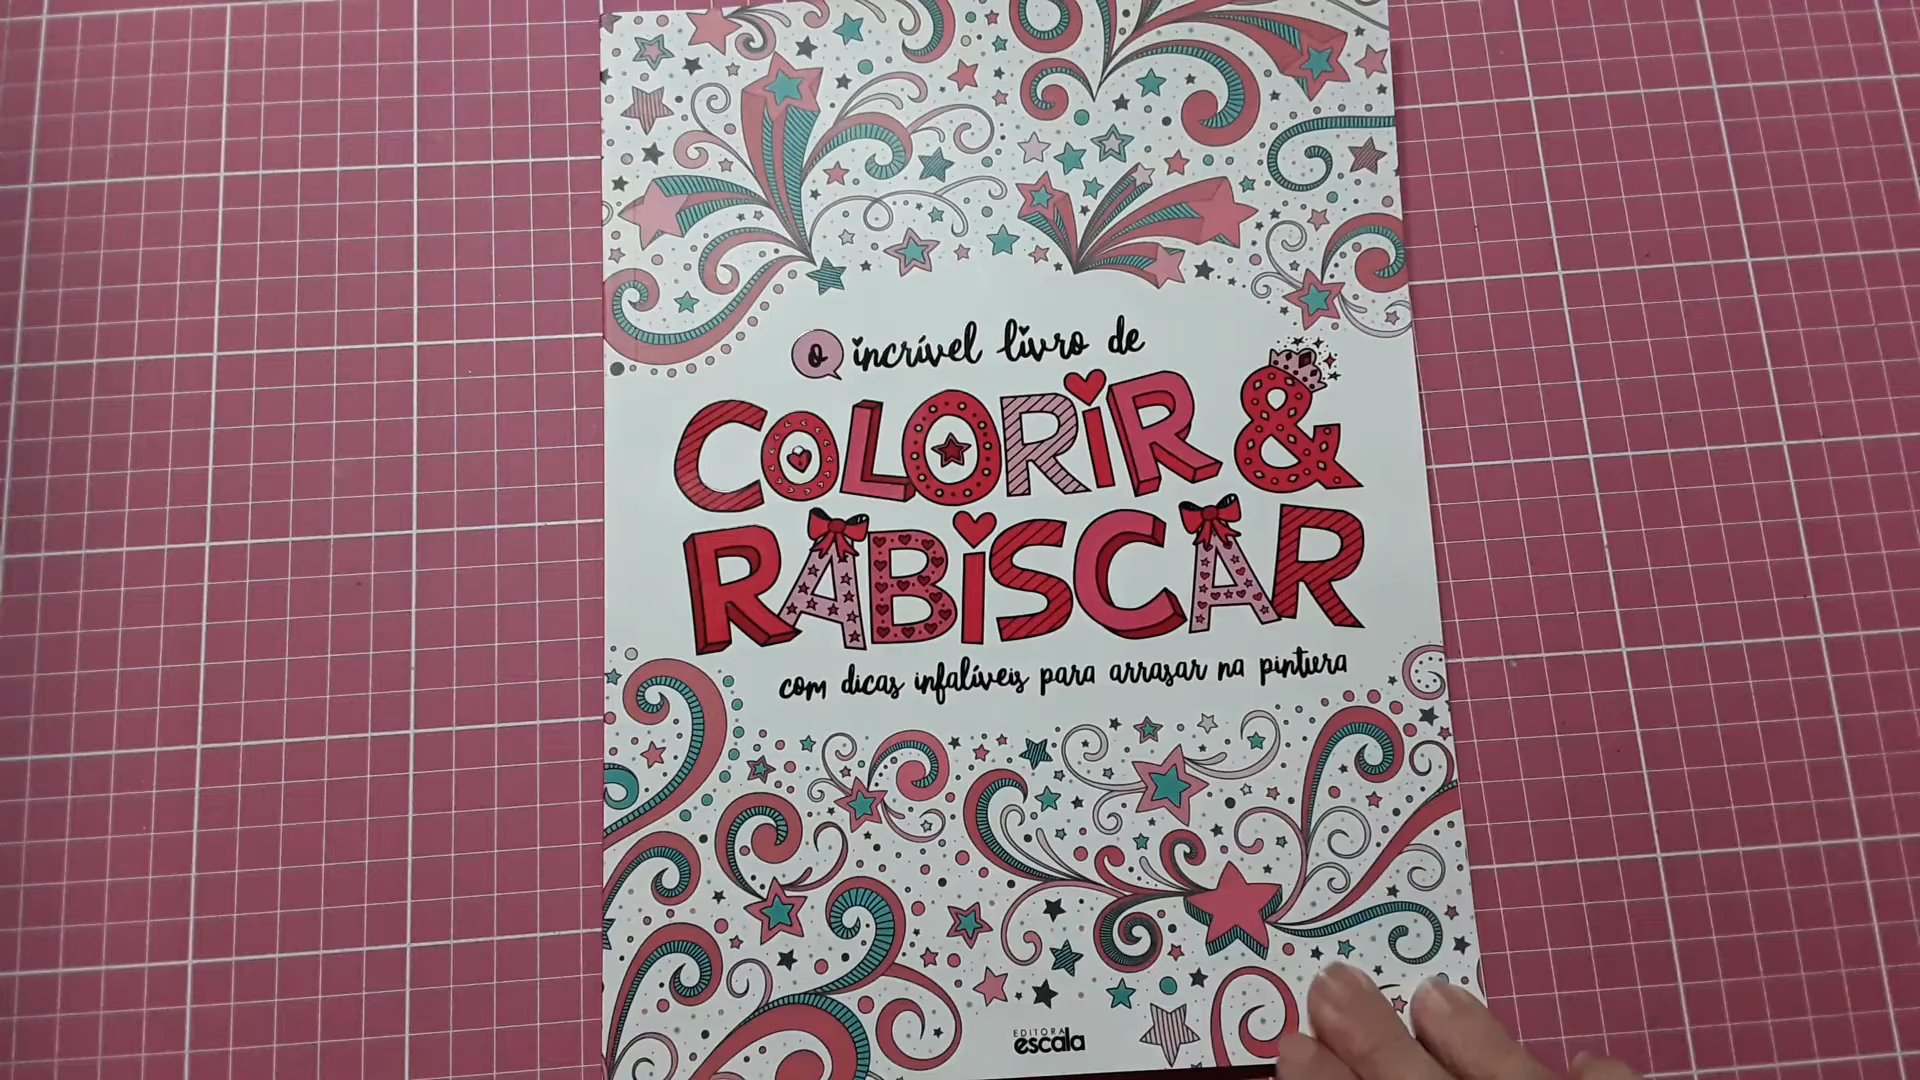 o incrível livro de
COLORIR &
RABISCAR
com dicas infalíveis para arrasar na pintura
EDITORA
escala